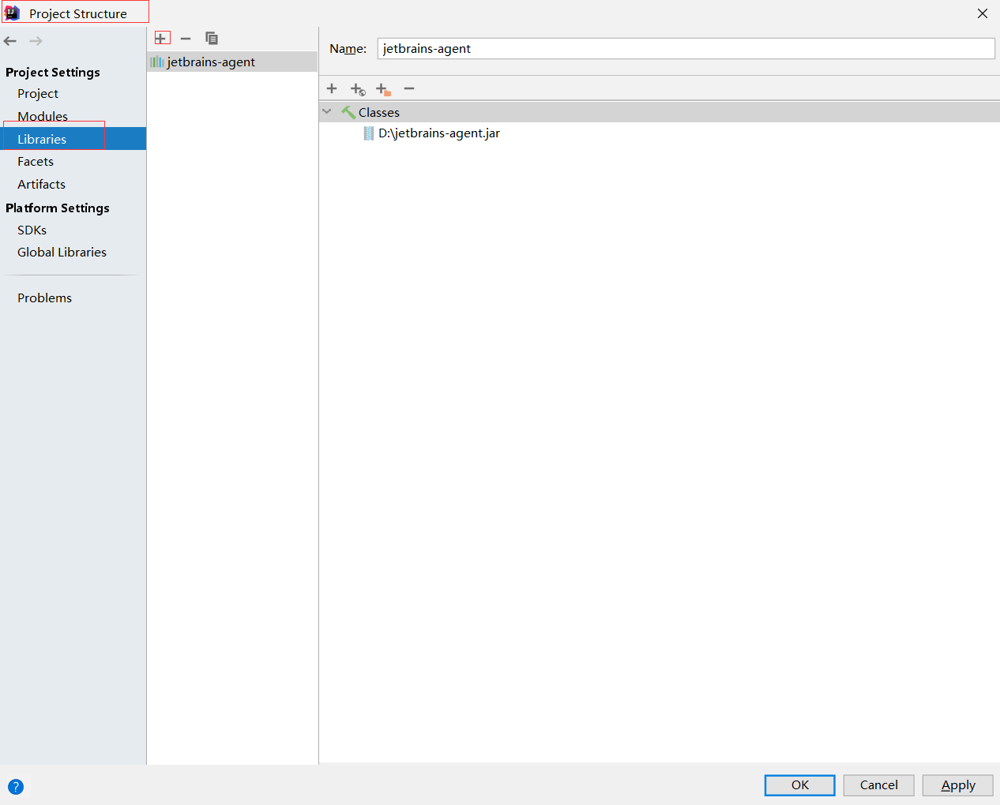 Project Structure
Project Settings
Project
Modules
Libraries
Facets
Artifacts
Platform Settings
SDKs
Global Libraries
Problems
jetbrains-agent
Name: jetbrains-agent
Classes
D:\jetbrains-agent.jar
?
OK Cancel Apply